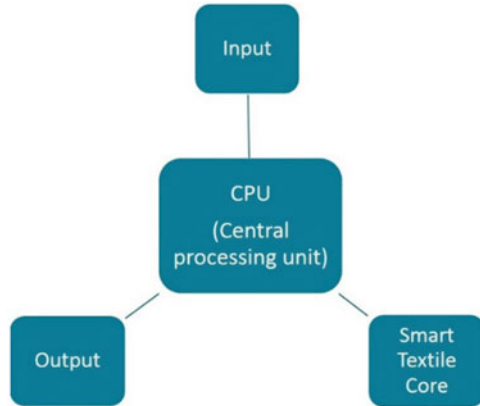 Input
CPU
(Central
processing unit)
Output
Smart
Textile
Core